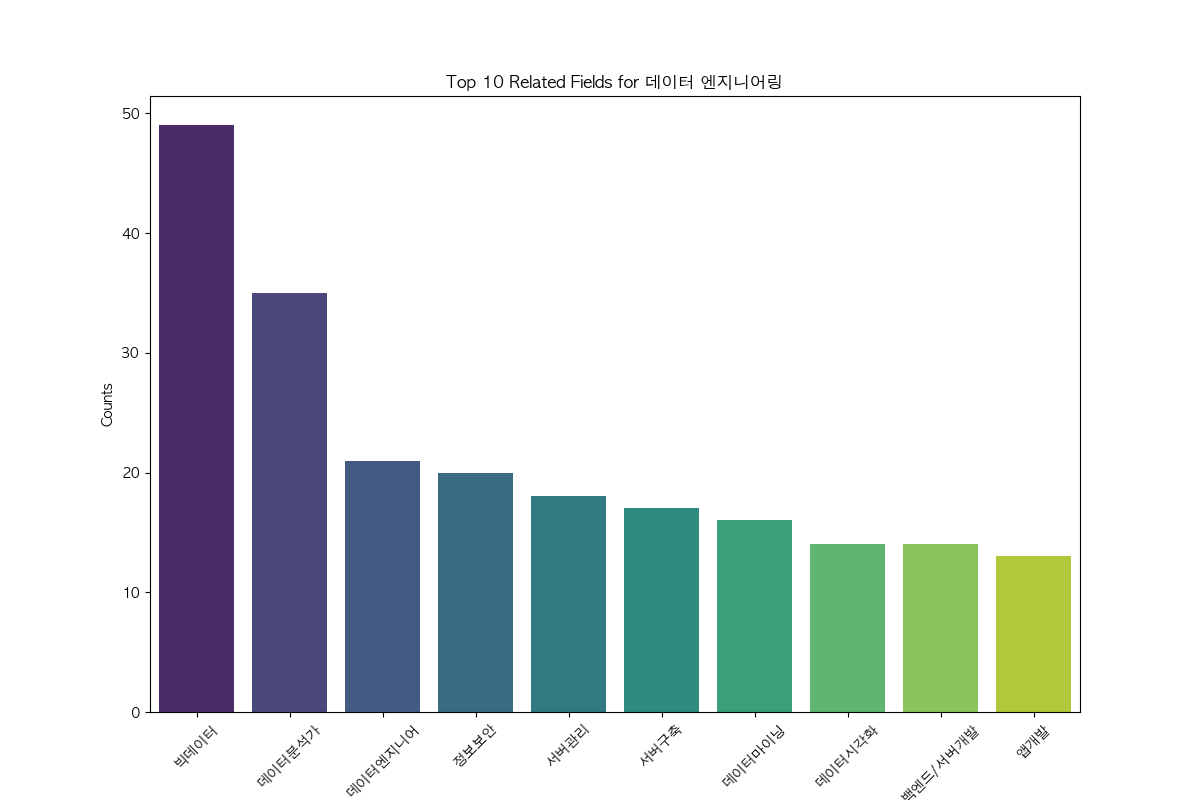 Top 10 Related Fields for 데이터 엔지니어링
50
40
30
20
10
0
Counts
빅데이터
데이터분석가
데이터엔지니어
정보보안
서버관리
서버구축
데이터마이닝
데이터시각화
백엔드/서버개발
앱개발